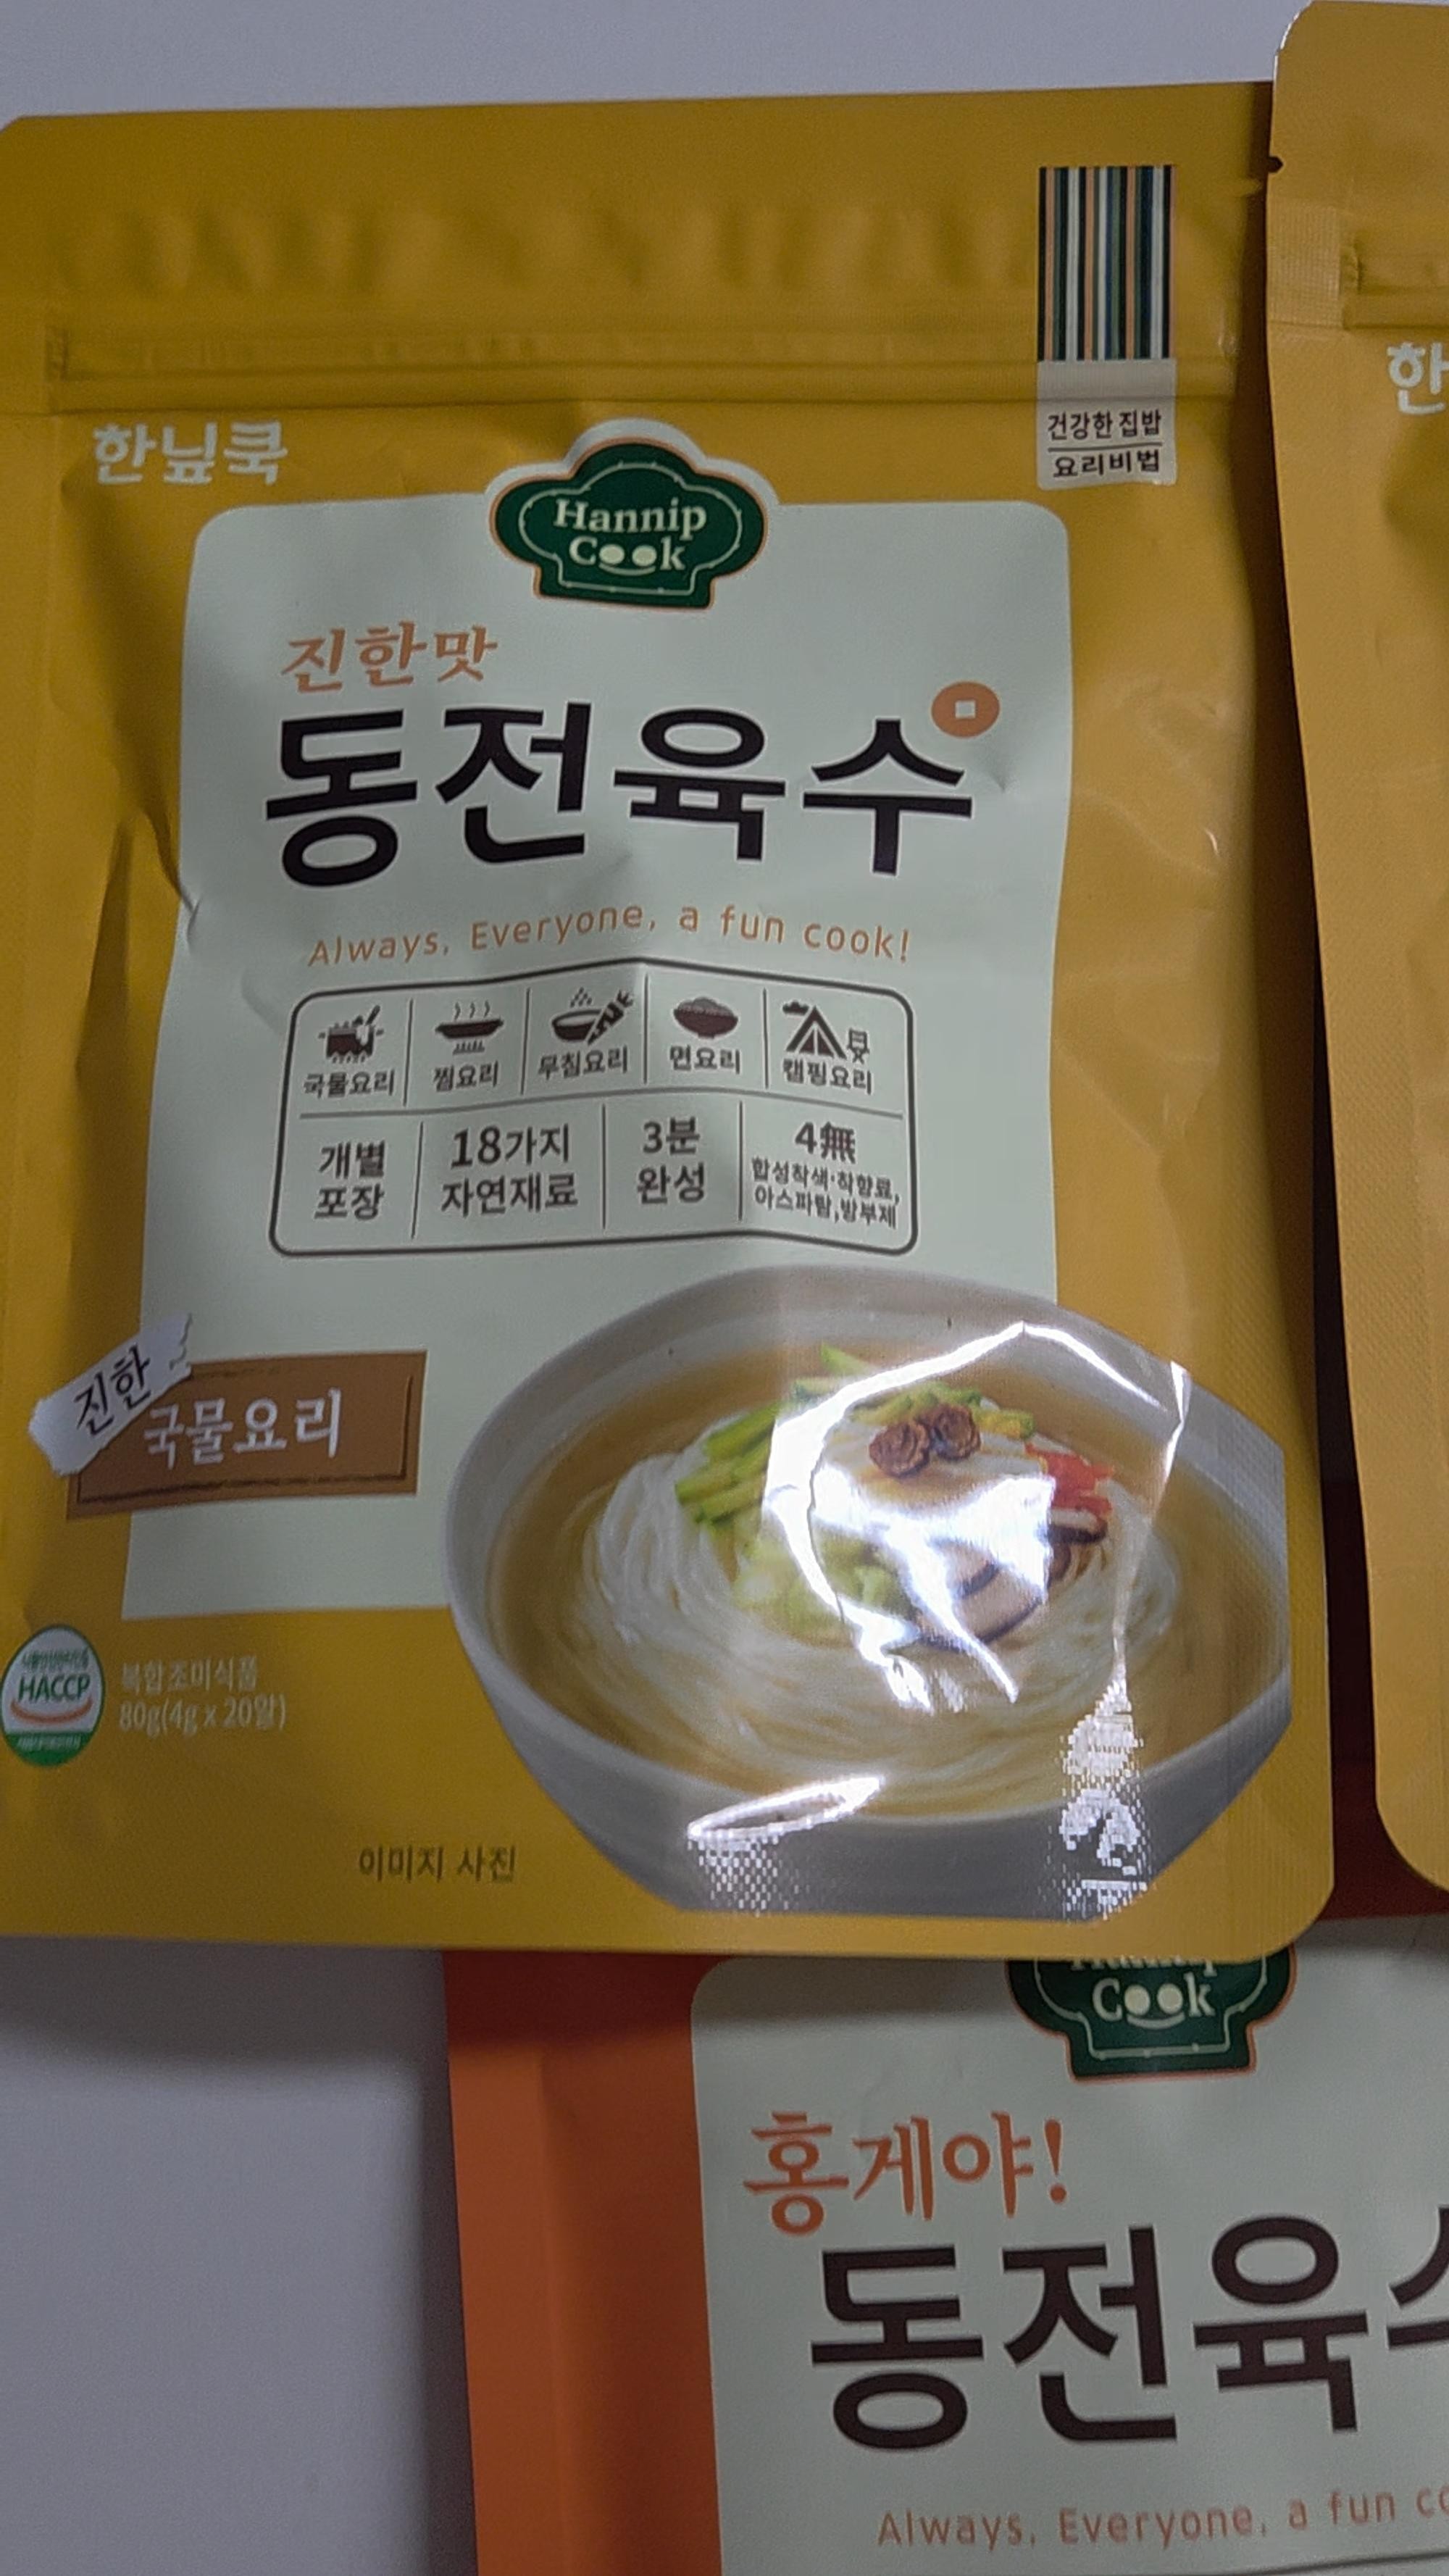 건강한 집밥
요리비법
한닢쿡
한
Hannip
Cook
진한맛
동전육수
Always, Everyone, a fun cook!
국물요리 찜요리 무침요리 면요리 캠핑요리
개별
포장
18가지
자연재료
3분
완성
4無
합성착색·착향료,
아스파탐,방부제
진한
국물요리
HACCP
복합조미식품
80g(4g x 20알)
이미지 사진
Cook
홍게야!
동전육
Always, Everyone, a fun